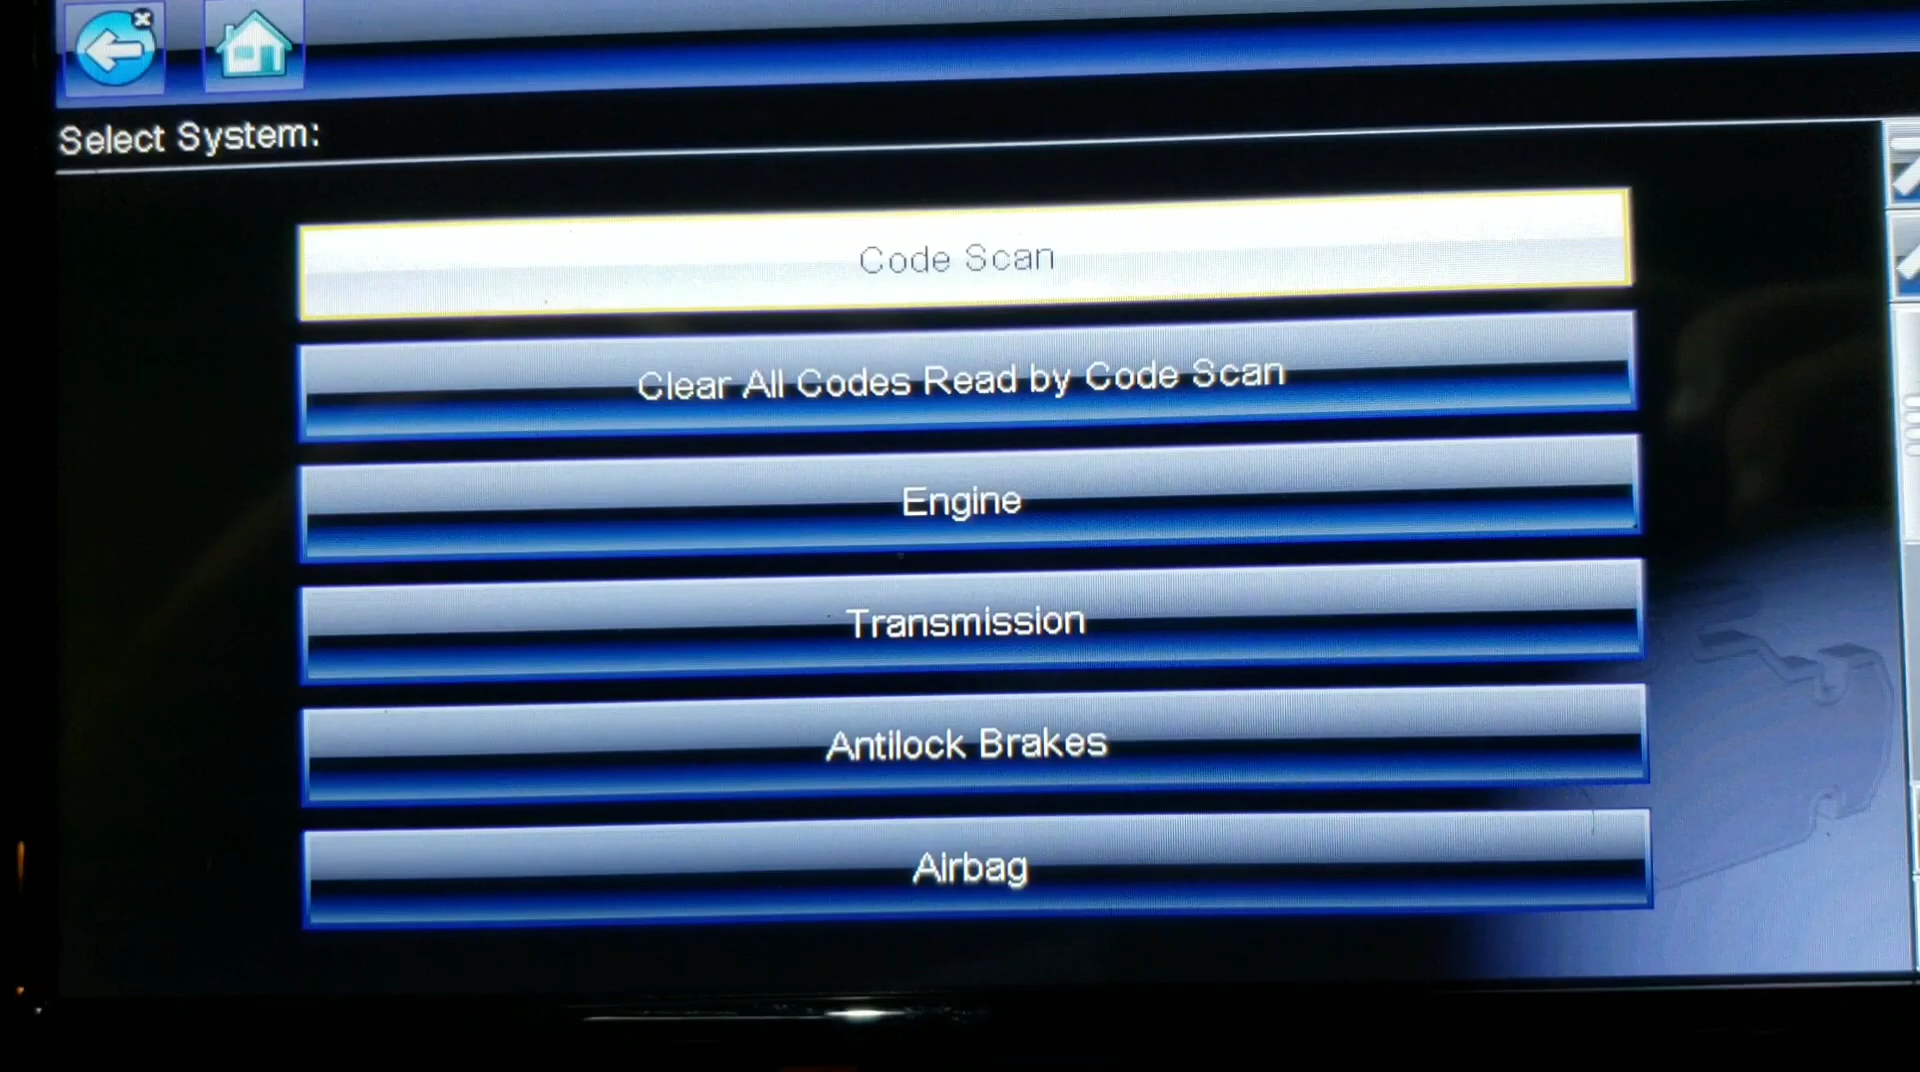 Select System:
Code Scan
Clear All Codes Read by Code Scan
Engine
Transmission
Antilock Brakes
Airbag